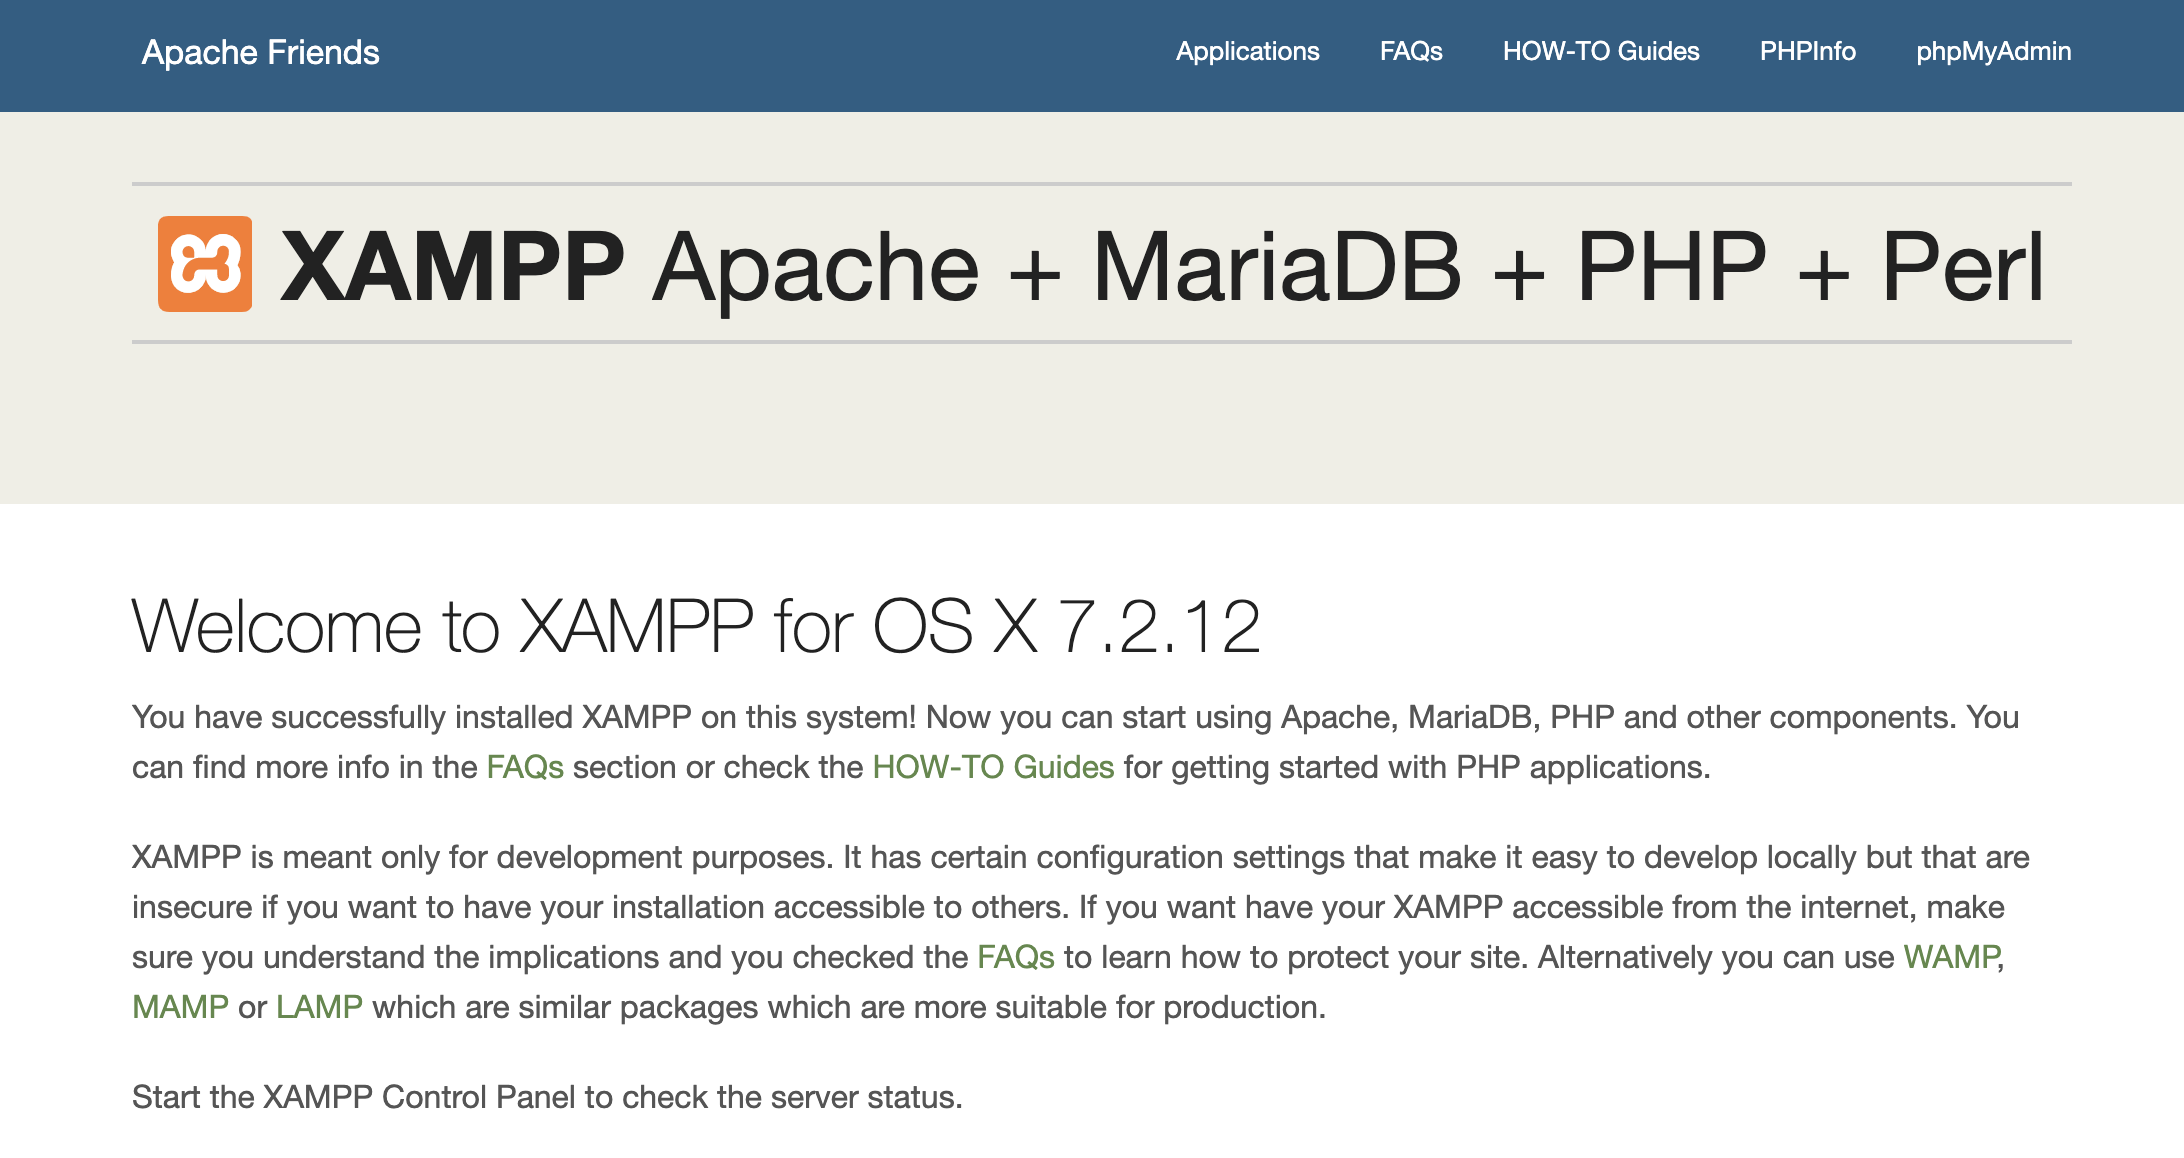 Apache Friends
Applications FAQs HOW-TO Guides PHPInfo phpMyAdmin
XAMPP Apache + MariaDB + PHP + Perl
Welcome to XAMPP for OS X 7.2.12
You have successfully installed XAMPP on this system! Now you can start using Apache, MariaDB, PHP and other components. You
can find more info in the FAQs section or check the HOW-TO Guides for getting started with PHP applications.
XAMPP is meant only for development purposes. It has certain configuration settings that make it easy to develop locally but that are
insecure if you want to have your installation accessible to others. If you want have your XAMPP accessible from the internet, make
sure you understand the implications and you checked the FAQs to learn how to protect your site. Alternatively you can use WAMP,
MAMP or LAMP which are similar packages which are more suitable for production.
Start the XAMPP Control Panel to check the server status.